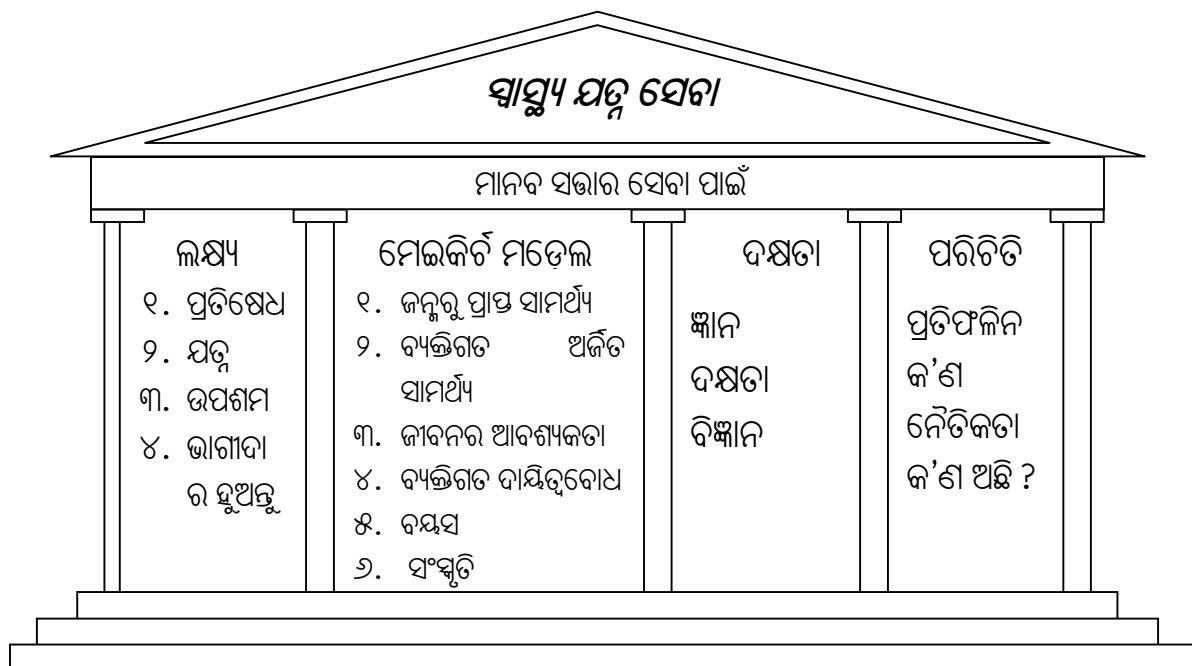 ସ୍ୱାସ୍ଥ୍ୟ ଯତ୍ନ ସେବା
ମାନବ ସତ୍ତାର ସେବା ପାଇଁ
ଲକ୍ଷ୍ୟ
୧. ପ୍ରତିଷେଧ
୨. ଯତ୍ନ
୩. ଉପଶମ
୪. ଭାଗୀଦା
ର ହୁଅନ୍ତୁ
ମେଇକିର୍ଚ ମଡ଼େଲ
୧. ଜନ୍ମରୁ ପ୍ରାପ୍ତ ସାମର୍ଥ୍ୟ
୨. ବ୍ୟକ୍ତିଗତ ଅର୍ଜିତ
ସାମର୍ଥ୍ୟ
୩. ଜୀବନର ଆବଶ୍ୟକତା
୪. ବ୍ୟକ୍ତିଗତ ଦାୟିତ୍ୱବୋଧ
୫. ବୟସ
୬. ସଂସ୍କୃତି
ଦକ୍ଷତା
ଜ୍ଞାନ
ଦକ୍ଷତା
ବିଜ୍ଞାନ
ପରିଚିତି
ପ୍ରତିଫଳିନ
କ'ଣ
ନୈତିକତା
କ'ଣ ଅଛି ?